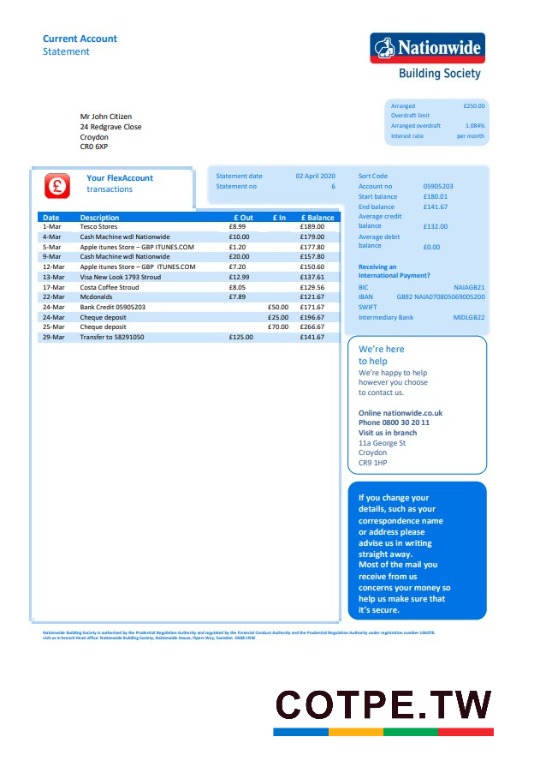 Current Account
Statement
Nationwide
Building Society
Arranged £250.00
Overdraft limit
Arranged overdraft 1.084%
Interest rate per month
Mr John Citizen
24 Redgrave Close
Croydon
CR0 6XP
Your FlexAccount
transactions
Statement date 02 April 2020
Statement no 6
Sort Code
Account no 05905203
Start balance £180.01
End balance £141.67
Average credit
balance £132.00
Average debit
balance £0.00
Receiving an
International Payment?
BIC NAIAGB21
IBAN GB92 NAIA070805069005200
SWIFT
Intermediary Bank MIDLGB22
Date Description £ Out £ In £ Balance
1-Mar Tesco Stores £8.99 £189.00
4-Mar Cash Machine wdl Nationwide £10.00 £179.00
5-Mar Apple itunes Store – GBP ITUNES.COM £1.20 £177.80
9-Mar Cash Machine wdl Nationwide £20.00 £157.80
12-Mar Apple itunes Store – GBP ITUNES.COM £7.20 £150.60
13-Mar Visa New Look 1793 Stroud £12.99 £137.61
17-Mar Costa Coffee Stroud £8.05 £129.56
22-Mar Mcdonalds £7.89 £121.67
24-Mar Bank Credit 05905203 £50.00 £171.67
24-Mar Cheque deposit £25.00 £196.67
25-Mar Cheque deposit £70.00 £266.67
29-Mar Transfer to 58291050 £125.00 £141.67
We're here
to help
We're happy to help
however you choose
to contact us.
Online nationwide.co.uk
Phone 0800 30 20 11
Visit us in branch
11a George St
Croydon
CR9 1HP
If you change your
details, such as your
correspondence name
or address please
advise us in writing
straight away.
Most of the mail you
receive from us
concerns your money so
help us make sure that
it's secure.
Nationwide Building Society is authorised by the Prudential Regulation Authority and regulated by the Financial Conduct Authority and the Prudential Regulation Authority under registration number
Head office: Nationwide Building Society, Nationwide House, Pipers Way, Swindon
COTPE.TW